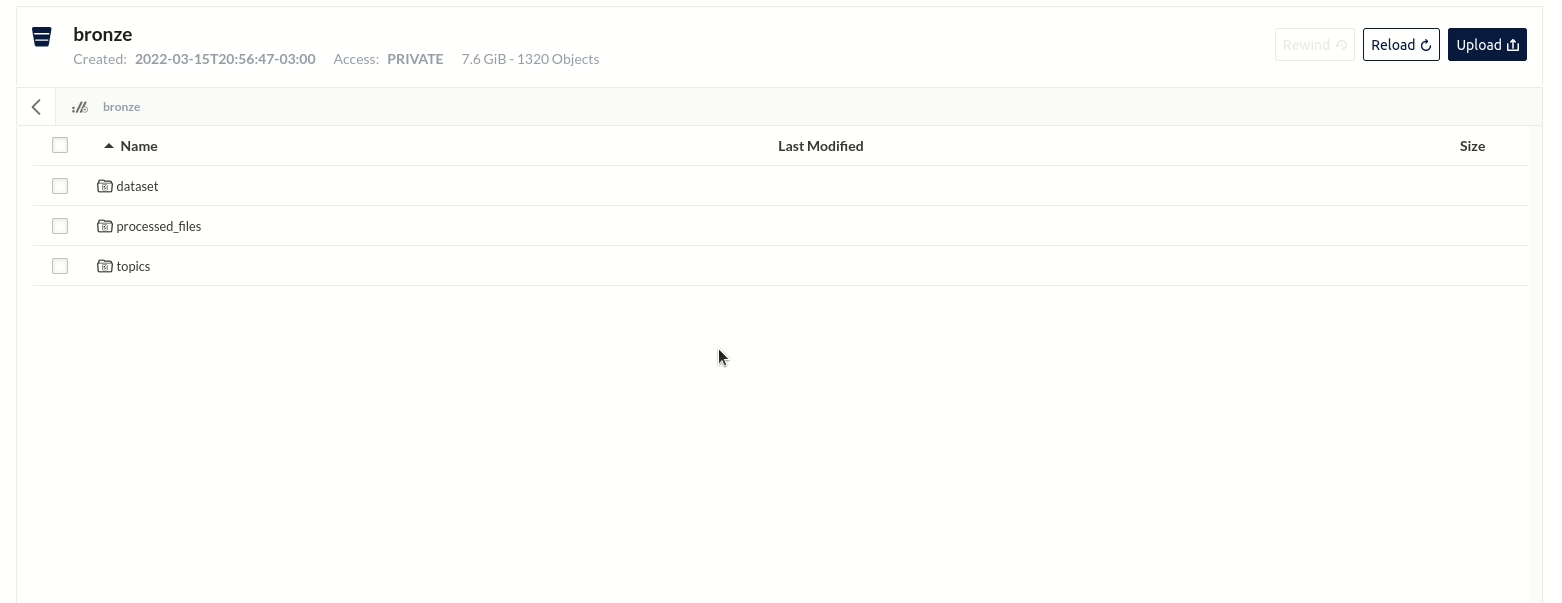 bronze
Created: 2022-03-15T20:56:47-03:00 Access: PRIVATE 7.6 GiB - 1320 Objects
Rewind Reload Upload
bronze
Name Last Modified Size
dataset
processed_files
topics